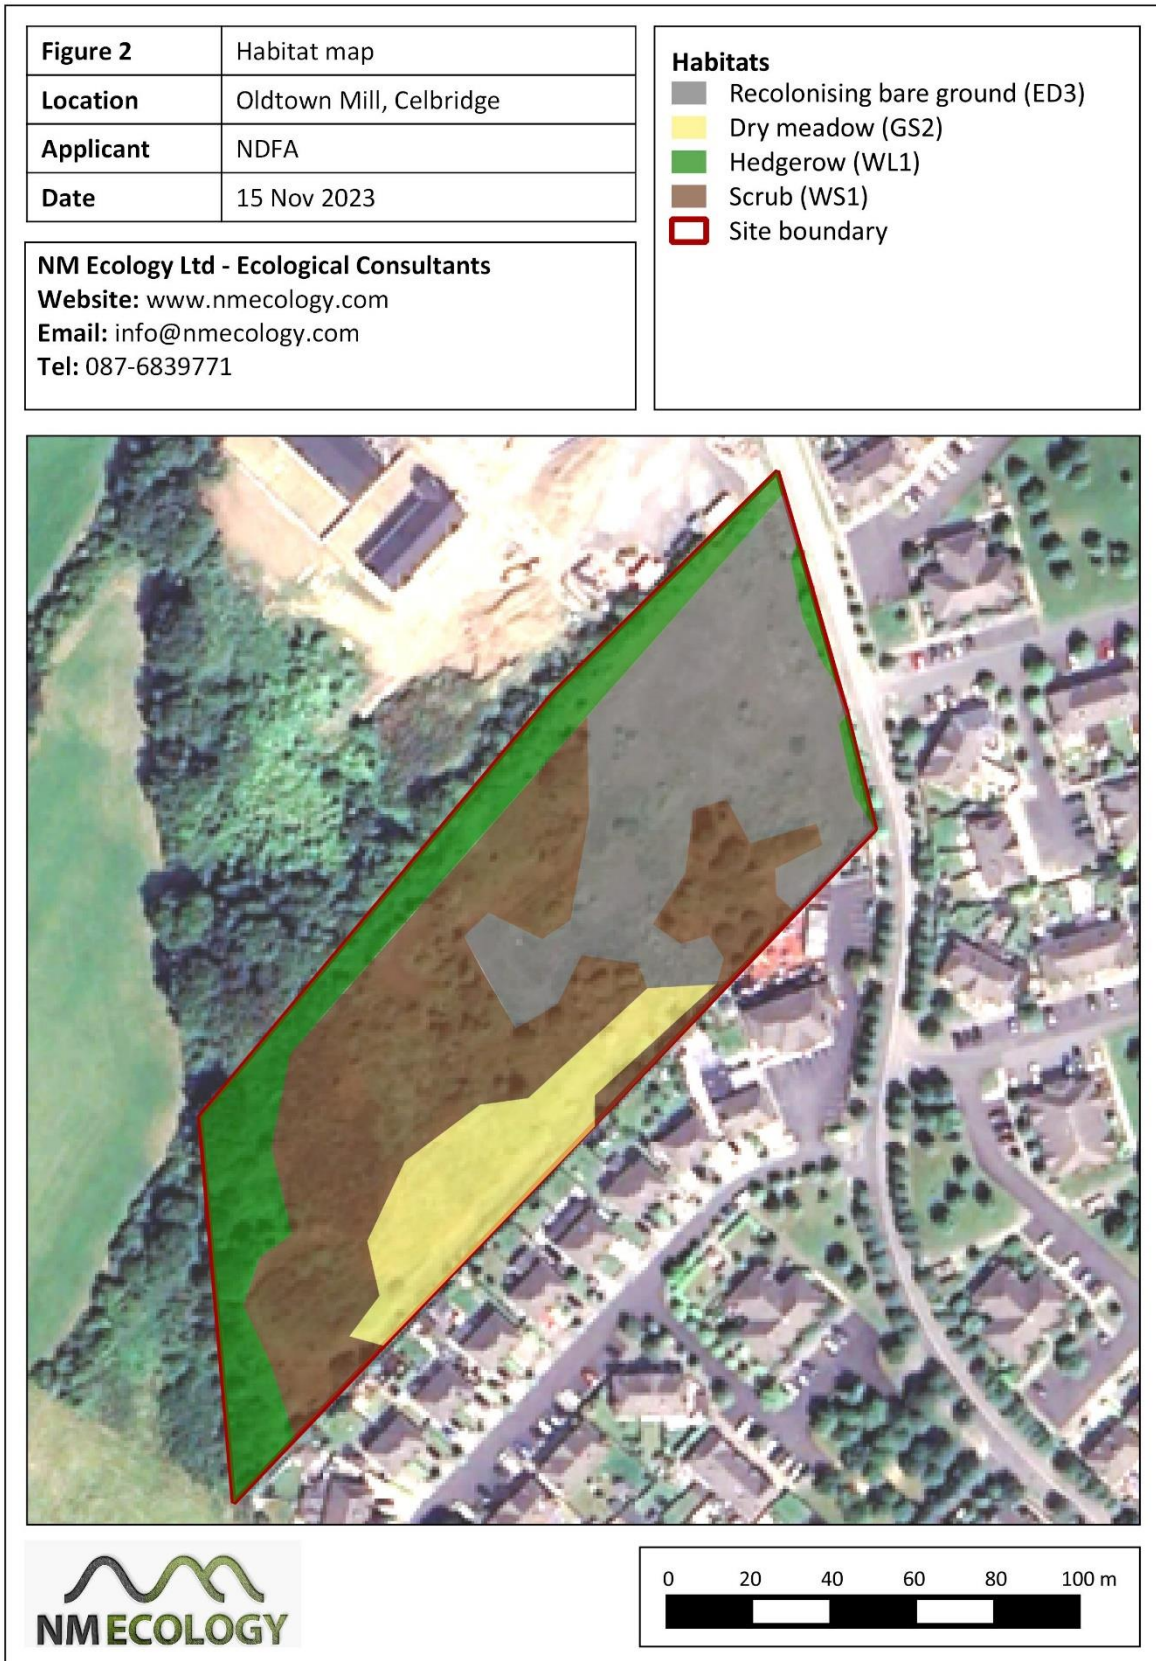 Figure 2 Habitat map
Location Oldtown Mill, Celbridge
Applicant NDFA
Date 15 Nov 2023
NM Ecology Ltd - Ecological Consultants
Website: www.nmecology.com
Email: info@nmecology.com
Tel: 087-6839771
Habitats
Recolonising bare ground (ED3)
Dry meadow (GS2)
Hedgerow (WL1)
Scrub (WS1)
Site boundary
NMECOLOGY
0 20 40 60 80 100 m